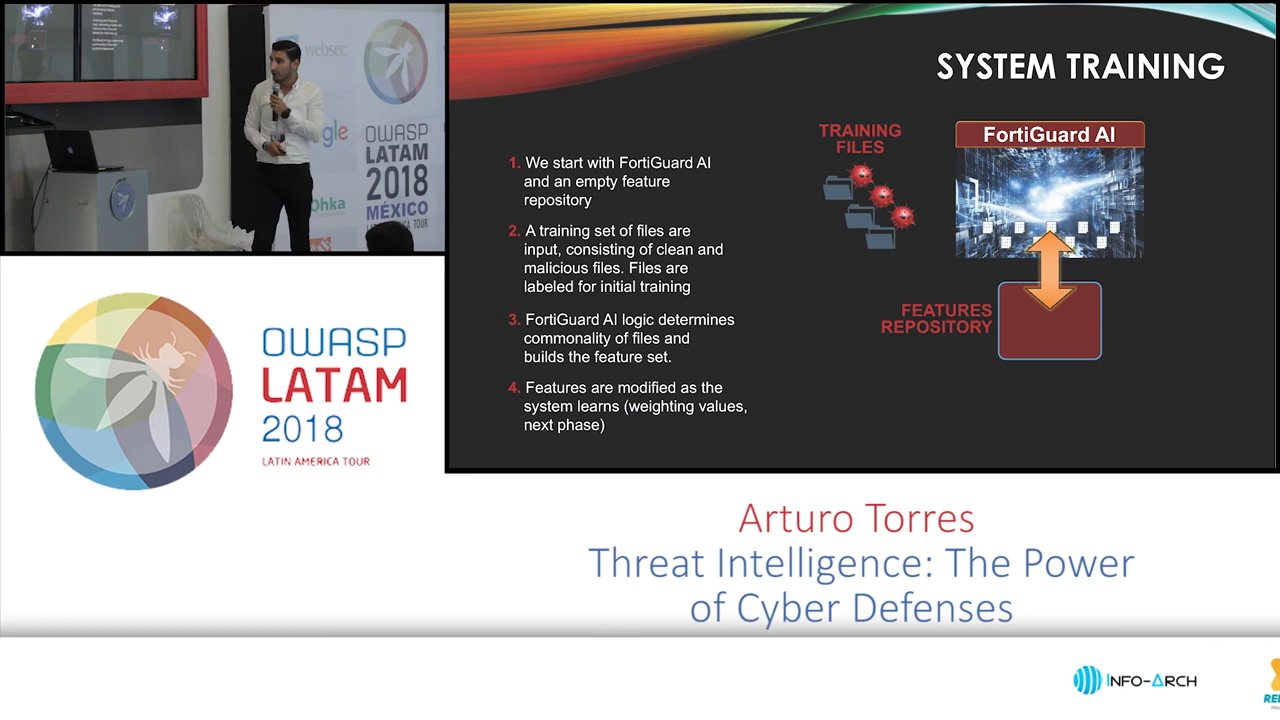 websec
gle
Ohka
OWASP
LATAM
2018
MÉXICO
SYSTEM TRAINING
TRAINING
FILES
FortiGuard AI
1. We start with FortiGuard AI
and an empty feature
repository
2. A training set of files are
input, consisting of clean and
malicious files. Files are
labeled for initial training
3. FortiGuard AI logic determines
commonality of files and
builds the feature set.
4. Features are modified as the
system learns (weighting values,
next phase)
FEATURES
REPOSITORY
OWASP
LATAM
2018
LATIN AMERICA TOUR
Arturo Torres
Threat Intelligence: The Power
of Cyber Defenses
INFO-ARCH